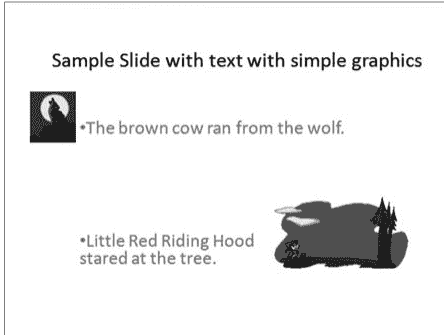 Sample Slide with text with simple graphics
•The brown cow ran from the wolf.
•Little Red Riding Hood
stared at the tree.